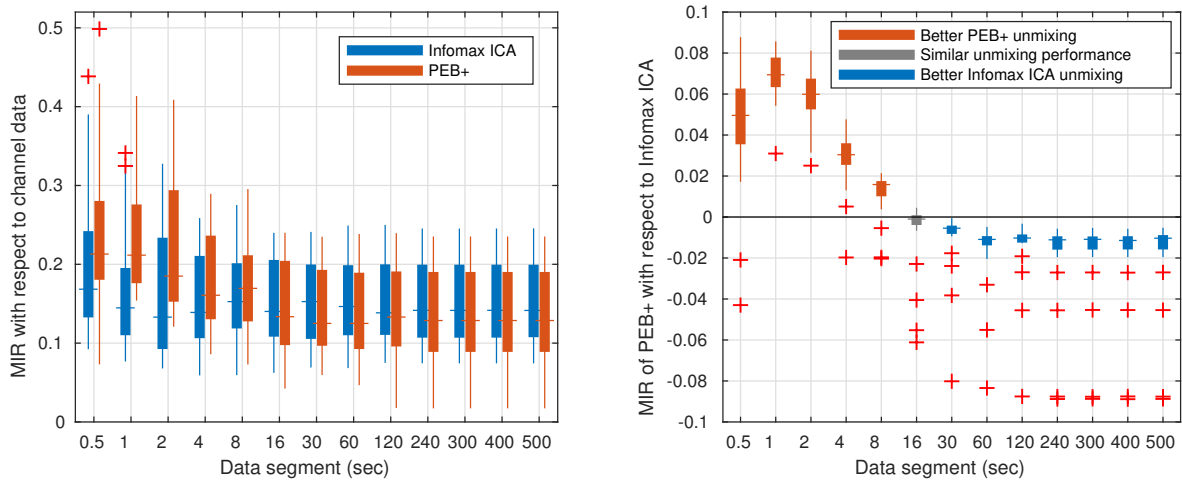 MIR with respect to channel data
0.5
0.4
0.3
0.2
0.1
0
Infomax ICA
PEB+
0.5 1 2 4 8 16 30 60 120 240 300 400 500
Data segment (sec)
MIR of PEB+ with respect to Infomax ICA
0.1
0.08
0.06
0.04
0.02
0
-0.02
-0.04
-0.06
-0.08
-0.1
Better PEB+ unmixing
Similar unmixing performance
Better Infomax ICA unmixing
0.5 1 2 4 8 16 30 60 120 240 300 400 500
Data segment (sec)